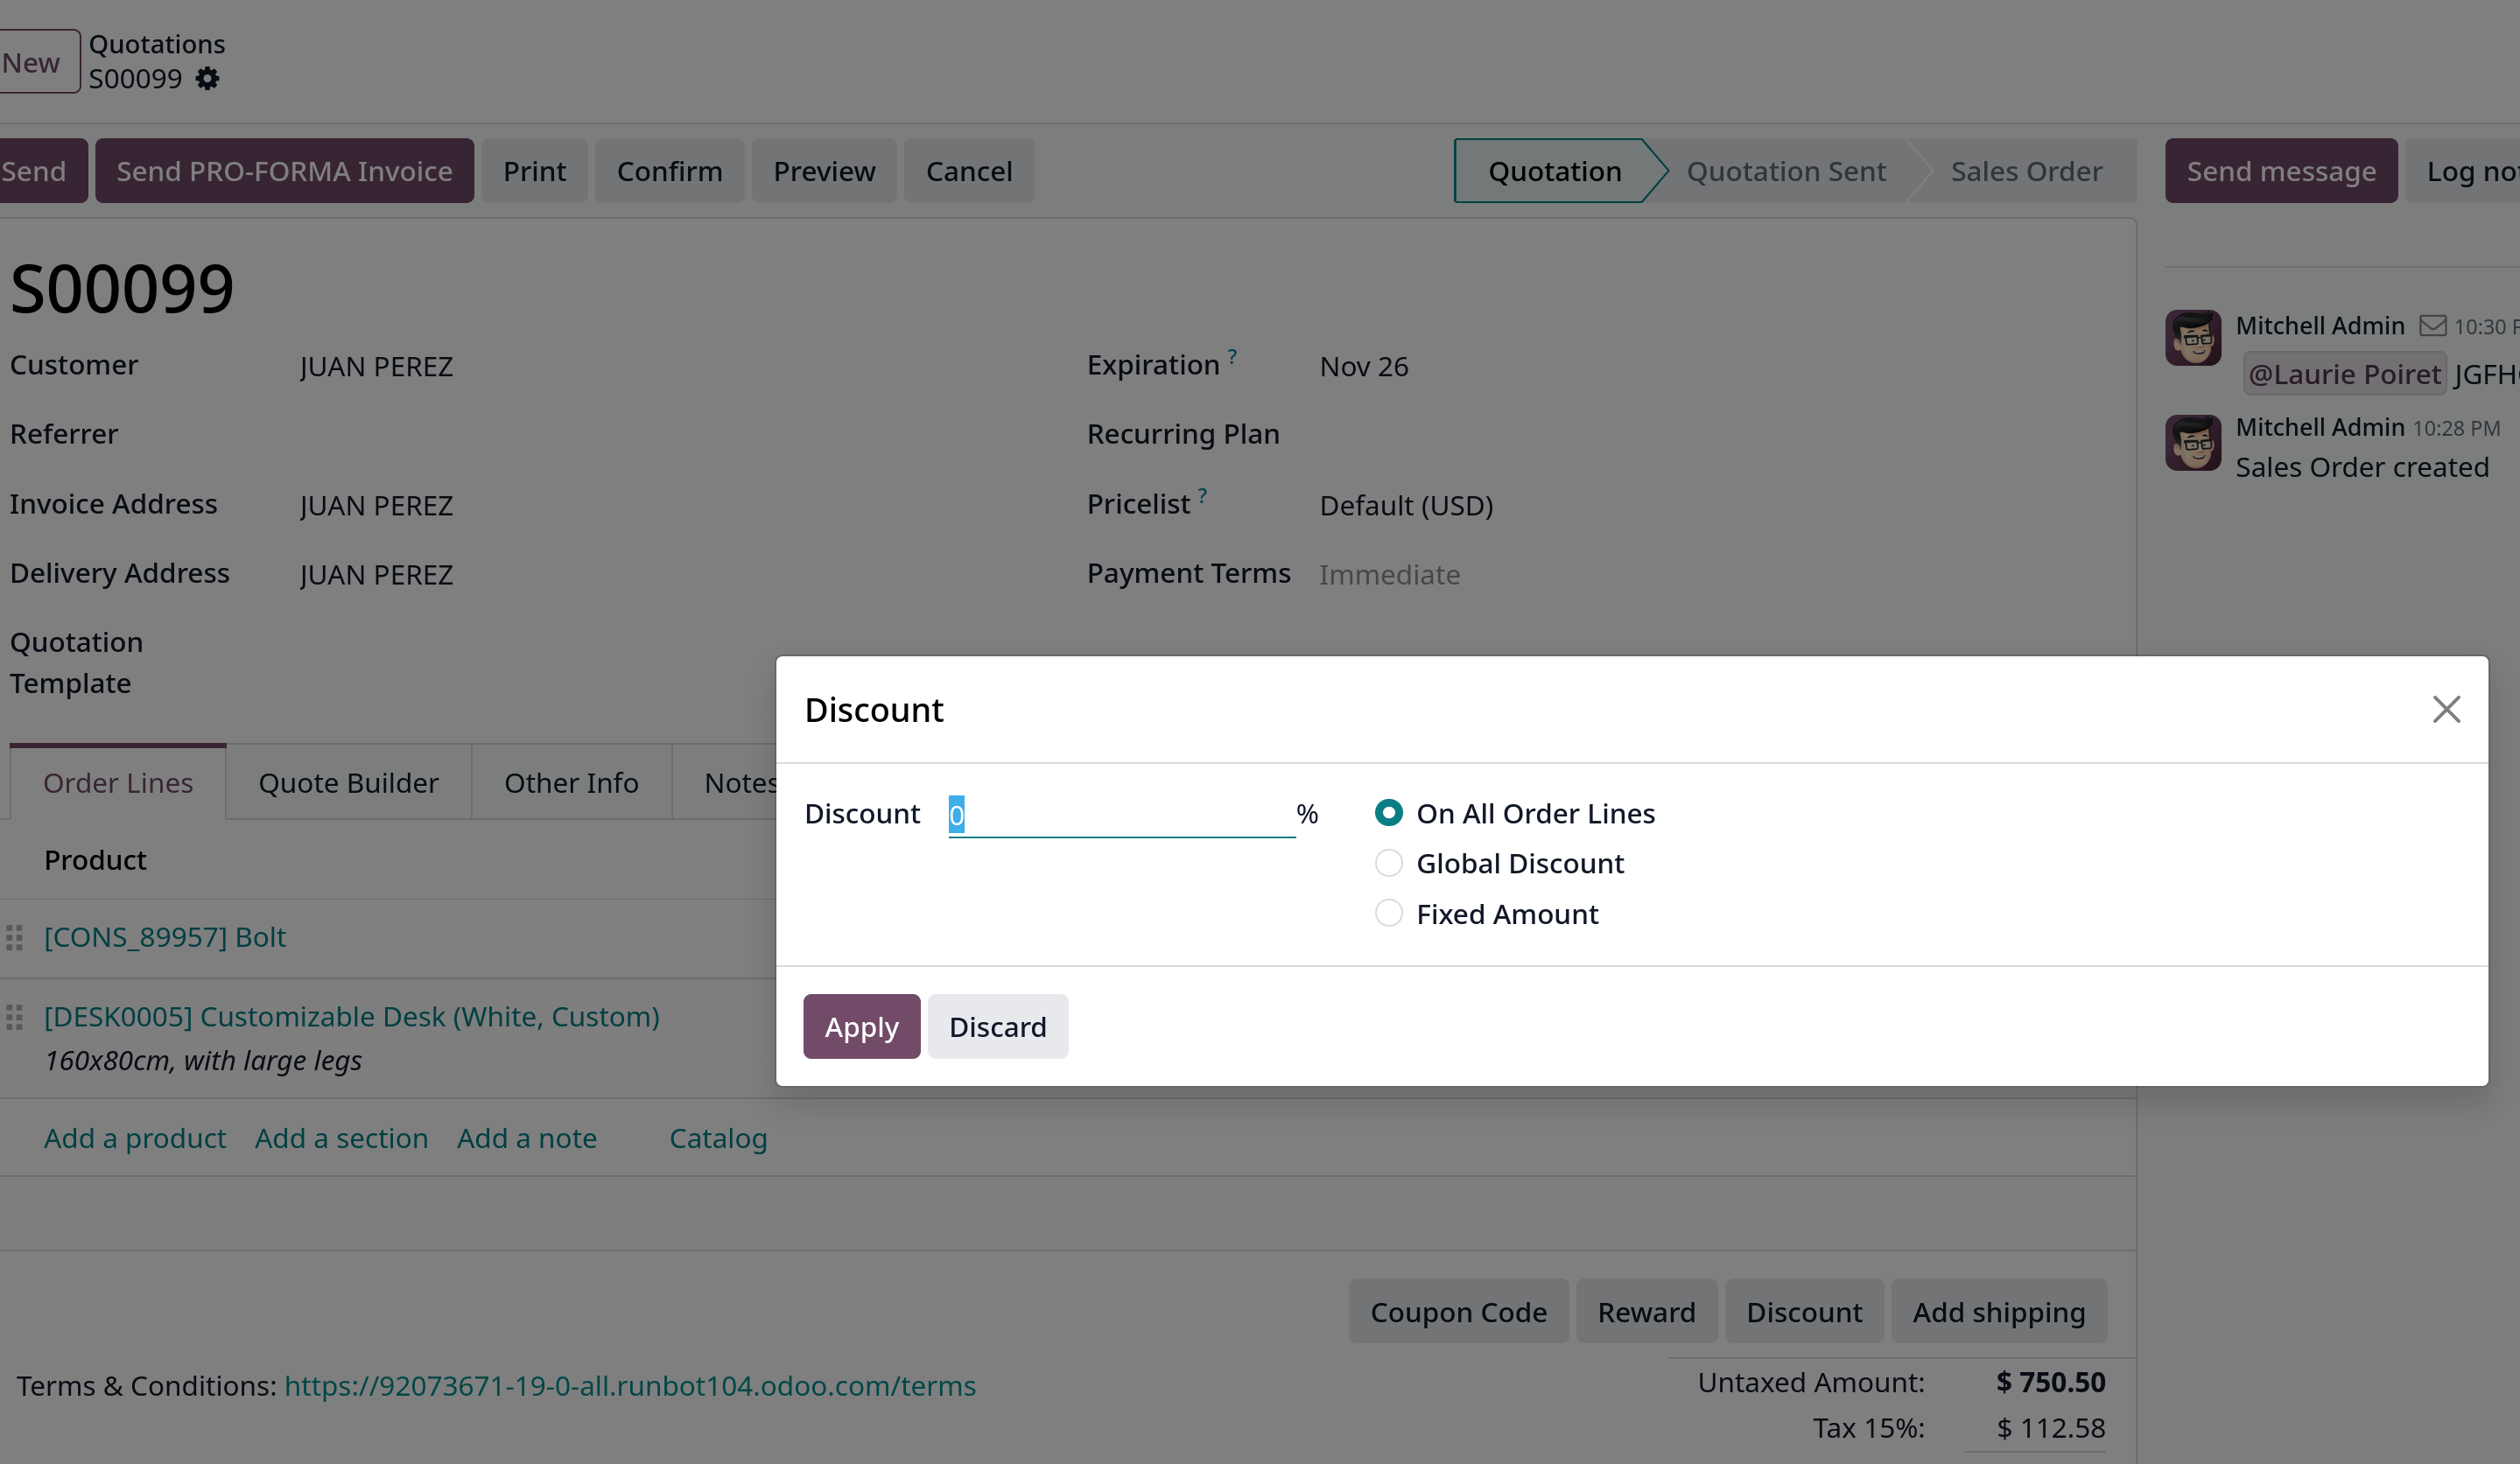 New
Quotations
S00099
Send
Send PRO-FORMA Invoice
Print
Confirm
Preview
Cancel
Quotation
Quotation Sent
Sales Order
Send message
Log
S00099
Customer
JUAN PEREZ
Expiration ?
Nov 26
Referrer
Recurring Plan
Invoice Address
JUAN PEREZ
Pricelist ?
Default (USD)
Delivery Address
JUAN PEREZ
Payment Terms
Immediate
Quotation
Template
Mitchell Admin
10:30
@Laurie Poiret
Mitchell Admin 10:28 PM
Sales Order created
Order Lines
Quote Builder
Other Info
Notes
Product
[CONS_89957] Bolt
[DESK0005] Customizable Desk (White, Custom)
160x80cm, with large legs
Add a product
Add a section
Add a note
Catalog
Discount
Discount
0
%
On All Order Lines
Global Discount
Fixed Amount
Apply
Discard
Coupon Code
Reward
Discount
Add shipping
Terms & Conditions: https://92073671-19-0-all.runbot104.odoo.com/terms
Untaxed Amount:
$ 750.50
Tax 15%:
$ 112.58